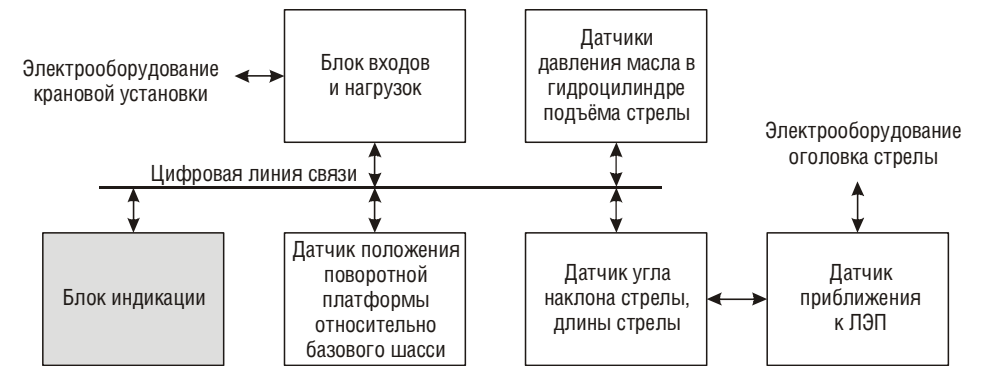 Электрооборудование
крановой установки
Блок входов
и нагрузок
Датчики
давления масла в
гидроцилиндре
подъёма стрелы
Электрооборудование
оголовка стрелы
Цифровая линия связи
Блок индикации
Датчик положения
поворотной
платформы
относительно
базового шасси
Датчик угла
наклона стрелы,
длины стрелы
Датчик
приближения
к ЛЭП